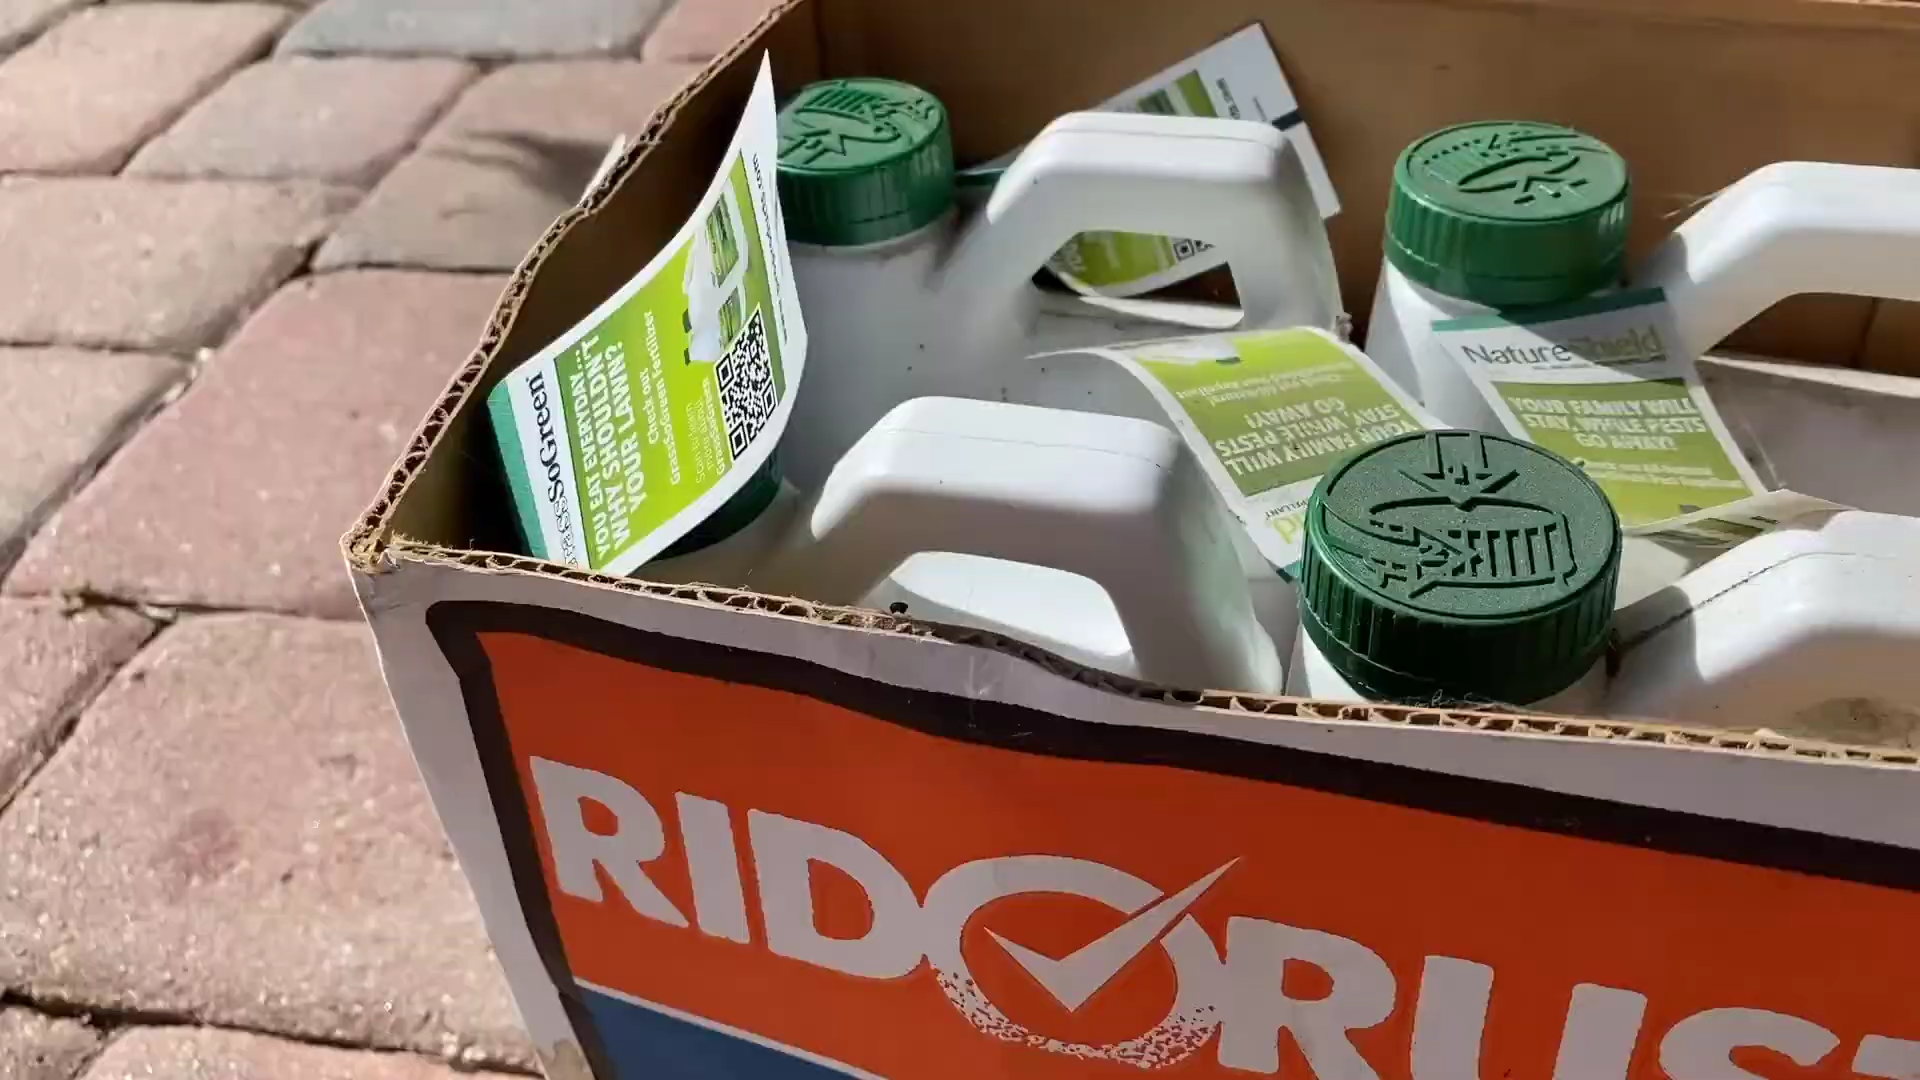 GrassSoGreen
YOU EAT EVERYDAY...
WHY SHOULDN'T
YOUR LAWN?
Check out
GrassSoGreen Fertilizer
YOUR FAMILY WILL
STAY, WHILE PESTS
GO AWAY!
NatureShield
YOUR FAMILY WILL
STAY, WHILE PESTS
GO AWAY!
RIDORUST